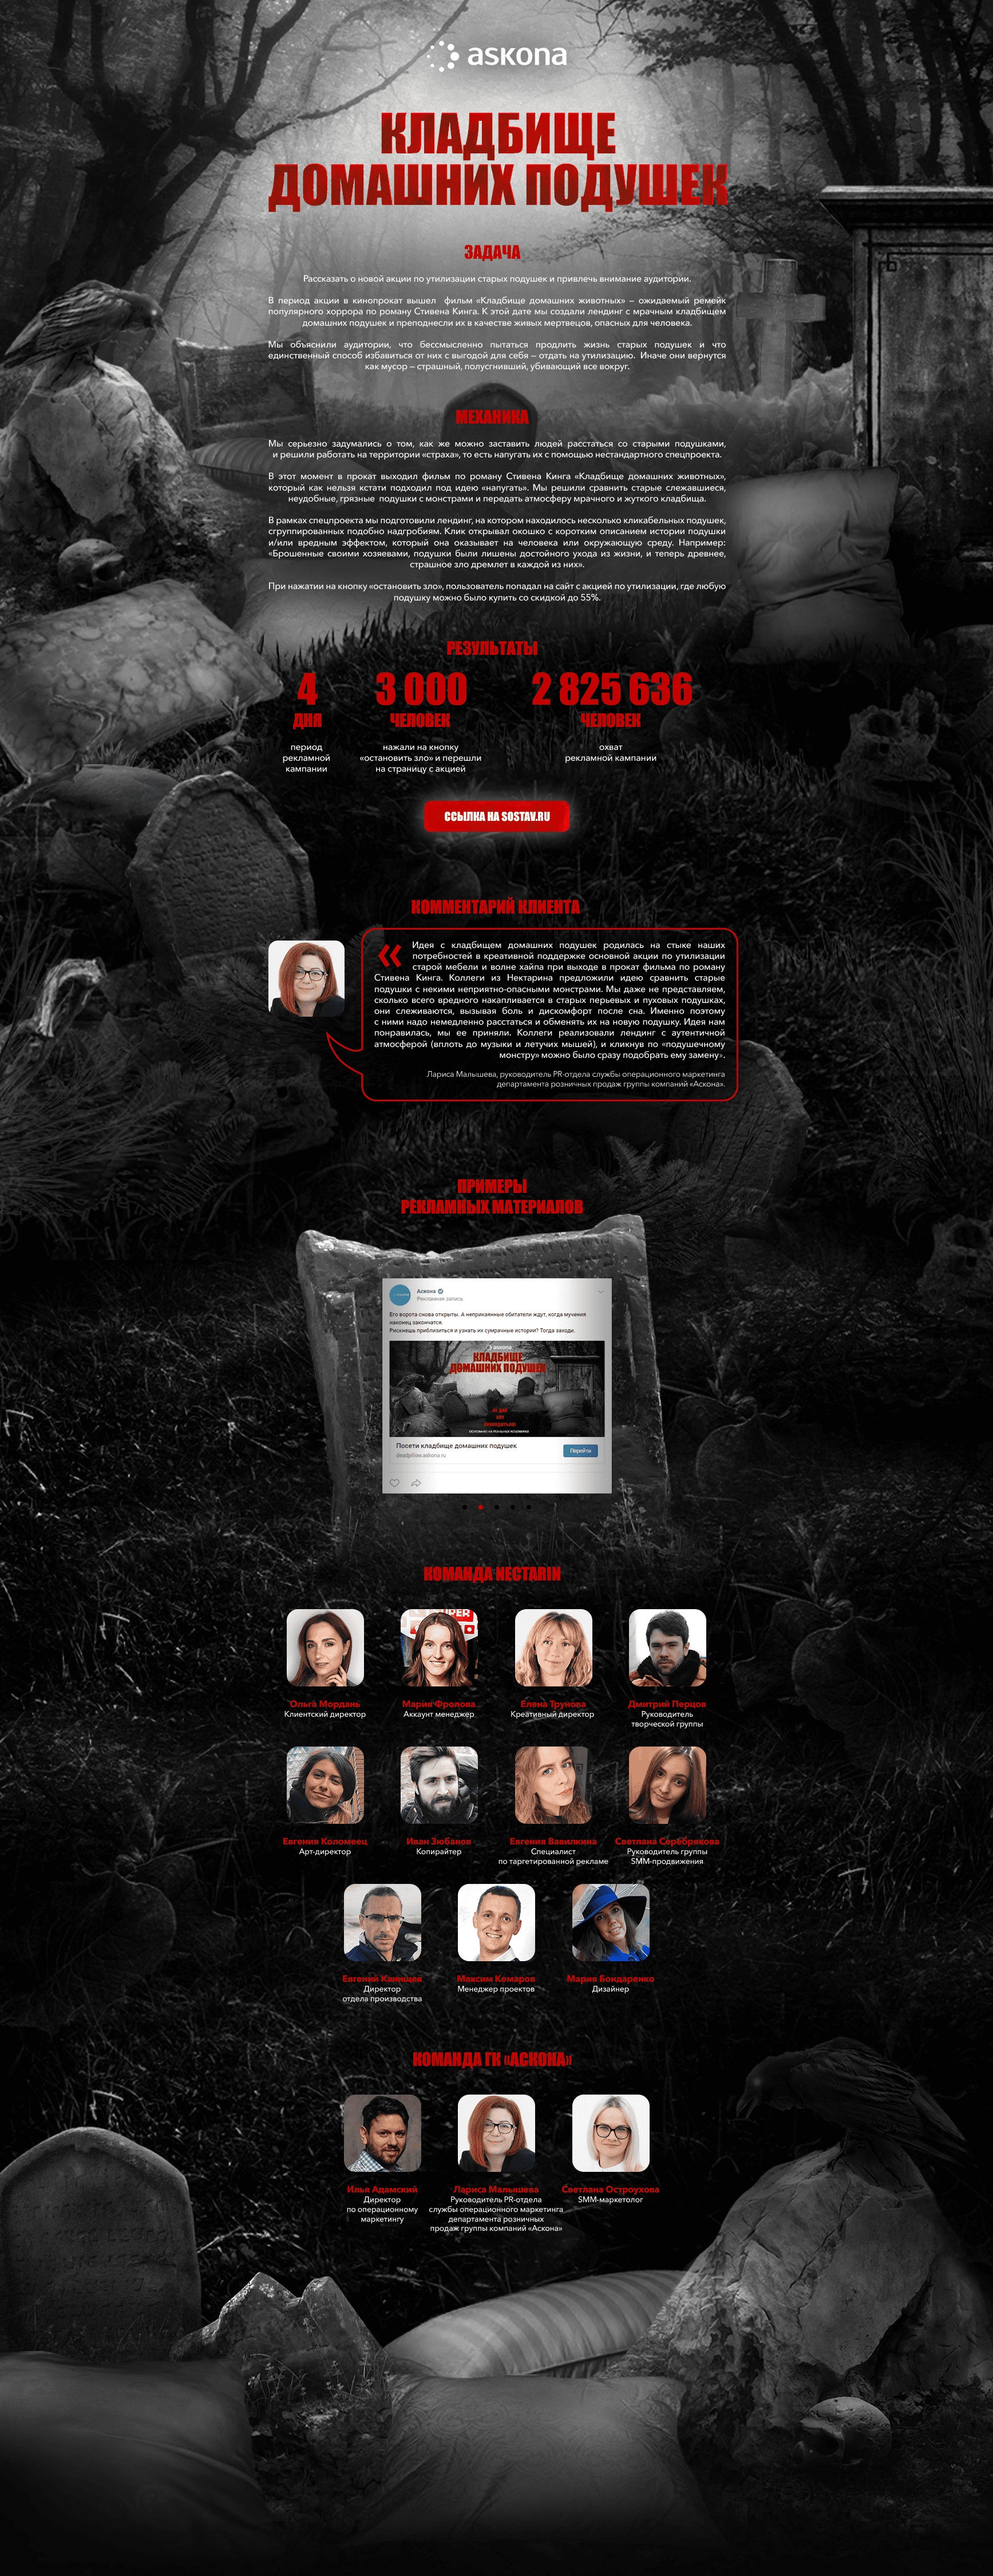 askona
КЛАДБИЩЕ
ДОМАШНИХ ПОДУШЕК
ЗАДАЧА
Рассказать о новой акции по утилизации старых подушек и привлечь внимание аудитории.
В период акции в кинопрокат вышел фильм «Кладбище домашних животных» – ожидаемый ремейк
популярного хоррора по роману Стивена Кинга. К этой дате мы создали лендинг с мрачным кладбищем
домашних подушек и преподнесли их в качестве живых мертвецов, опасных для человека.
Мы объяснили аудитории, что бессмысленно пытаться продлить жизнь старых подушек и что
единственный способ избавиться от них с выгодой для себя – отдать на утилизацию. Иначе они вернутся
как мусор – страшный, полусгнивший, убивающий все вокруг.
МЕХАНИКА
Мы серьезно задумались о том, как же можно заставить людей расстаться со старыми подушками,
и решили работать на территории «страха», то есть напугать их с помощью нестандартного спецпроекта.
В этот момент в прокат выходил фильм по роману Стивена Кинга «Кладбище домашних животных»,
который как нельзя кстати подходил под идею «напугать». Мы решили сравнить старые слежавшиеся,
неудобные, грязные подушки с монстрами и передать атмосферу мрачного и жуткого кладбища.
В рамках спецпроекта мы подготовили лендинг, на котором находилось несколько кликабельных подушек,
сгруппированных подобно надгробиям. Клик открывал окошко с коротким описанием истории подушки
и/или вредным эффектом, который она оказывает на человека или окружающую среду. Например:
«Брошенные своими хозяевами, подушки были лишены достойного ухода из жизни, и теперь древнее,
страшное зло дремлет в каждой из них».
При нажатии на кнопку «остановить зло», пользователь попадал на сайт с акцией по утилизации, где любую
подушку можно было купить со скидкой до 55%.
РЕЗУЛЬТАТЫ
4 3 000 2 825 636
ДНЯ ЧЕЛОВЕК ЧЕЛОВЕК
период нажали на кнопку охват
рекламной «остановить зло» и перешли рекламной кампании
кампании на страницу с акцией
ССЫЛКА НА SOSTAV.RU
КОММЕНТАРИЙ КЛИЕНТА
« Идея с кладбищем домашних подушек родилась на стыке наших
потребностей в креативной поддержке основной акции по утилизации
старой мебели и волне хайпа при выходе в прокат фильма по роману
Стивена Кинга. Коллеги из Нектарина предложили идею сравнить старые
подушки с некими неприятно-опасными монстрами. Мы даже не представляем,
сколько всего вредного накапливается в старых перьевых и пуховых подушках,
они слеживаются, вызывая боль и дискомфорт после сна. Именно поэтому
с ними надо немедленно расстаться и обменять их на новую подушку. Идея нам
понравилась, мы ее приняли. Коллеги реализовали лендинг с аутентичной
атмосферой (вплоть до музыки и летучих мышей), и кликнув по «подушечному
монстру» можно было сразу подобрать ему замену».
Лариса Малышева, руководитель PR-отдела службы операционного маркетинга
департамента розничных продаж группы компаний «Аскона».
ПРИМЕРЫ
РЕКЛАМНЫХ МАТЕРИАЛОВ
Аскона
Рекламная запись
Его ворота снова открыты. А неприкаянные обитатели ждут, когда мучения
наконец закончатся.
Рискнешь приблизиться и узнать их сумрачные истории? Тогда заходи.
askona
КЛАДБИЩЕ
ДОМАШНИХ ПОДУШЕК
Посети кладбище домашних подушек
deadpillow.askona.ru
Перейти
КОМАНДА NECTARIN
Ольга Мордань Мария Фролова Елена Трунова Дмитрий Перцов
Клиентский директор Аккаунт менеджер Креативный директор Руководитель
творческой группы
Евгения Коломеец Иван Зюбанов Евгения Вавилкина Светлана Серебрякова
Арт-директор Копирайтер Специалист Руководитель группы
по таргетированной рекламе SMM-продвижения
Максим Комаров Мария Бондаренко
Директор Менеджер проектов Дизайнер
отдела производства
КОМАНДА ГК «АСКОНА»
Илья Адамский Лариса Малышева Светлана Остроухова
Директор Руководитель PR-отдела SMM-маркетолог
по операционному службы операционного маркетинга
маркетингу департамента розничных
продаж группы компаний «Аскона»